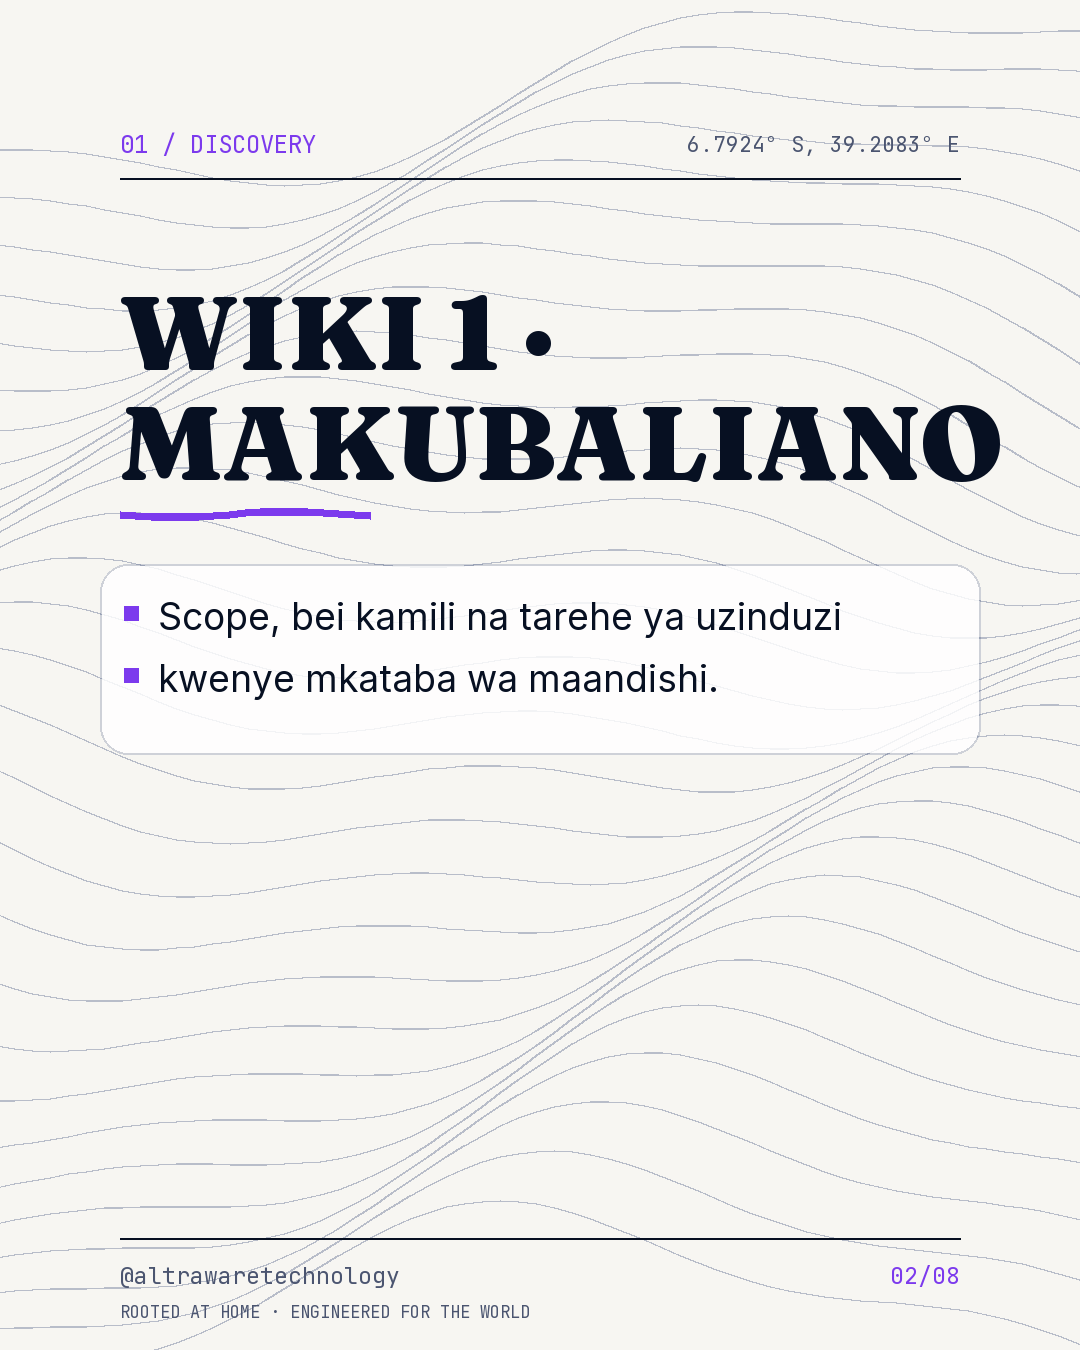 01 / DISCOVERY
6.7924° S, 39.2083° E
WIKI 1 •
MAKUBALIANO
Scope, bei kamili na tarehe ya uzinduzi
kwenye mkataba wa maandishi.
@altrawaretechnology
02/08
ROOTED AT HOME · ENGINEERED FOR THE WORLD